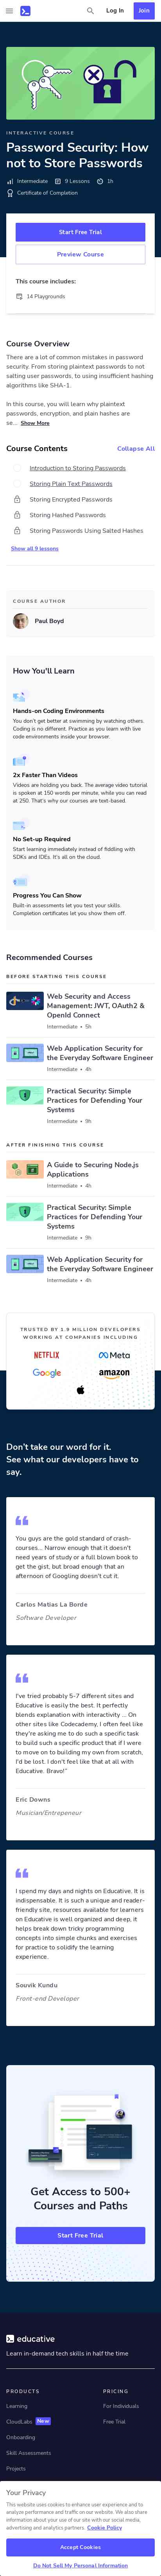 Log In
Join
INTERACTIVE COURSE
Password Security: How
not to Store Passwords
Intermediate
9 Lessons
1h
Certificate of Completion
Start Free Trial
Preview Course
This course includes:
14 Playgrounds
Course Overview
There are a lot of common mistakes in password
security. From storing plaintext passwords to not
salting user passwords, to using insufficient hashing
algorithms like SHA-1.
In this course, you will learn why plaintext
passwords, encryption, and plain hashes are
se... Show More
Course Contents
Collapse All
Introduction to Storing Passwords
Storing Plain Text Passwords
Storing Encrypted Passwords
Storing Hashed Passwords
Storing Passwords Using Salted Hashes
Show all 9 lessons
COURSE AUTHOR
Paul Boyd
How You'll Learn
Hands-on Coding Environments
You don't get better at swimming by watching others.
Coding is no different. Practice as you learn with live
code environments inside your browser.
2x Faster Than Videos
Videos are holding you back. The average video tutorial
is spoken at 150 words per minute, while you can read
at 250. That's why our courses are text-based.
No Set-up Required
Start learning immediately instead of fiddling with
SDKs and IDEs. It's all on the cloud.
Progress You Can Show
Built-in assessments let you test your skills.
Completion certificates let you show them off.
Recommended Courses
BEFORE STARTING THIS COURSE
Web Security and Access
Management: JWT, OAuth2 &
OpenId Connect
Intermediate • 5h
Web Application Security for
the Everyday Software Engineer
Intermediate • 4h
Practical Security: Simple
Practices for Defending Your
Systems
Intermediate • 9h
AFTER FINISHING THIS COURSE
A Guide to Securing Node.js
Applications
Intermediate • 4h
Practical Security: Simple
Practices for Defending Your
Systems
Intermediate • 9h
Web Application Security for
the Everyday Software Engineer
Intermediate • 4h
TRUSTED BY 1.9 MILLION DEVELOPERS
WORKING AT COMPANIES INCLUDING
NETFLIX
Meta
Google
amazon
Don't take our word for it.
See what our developers have to
say.
You guys are the gold standard of crash-
courses... Narrow enough that it doesn't
need years of study or a full blown book to
get the gist, but broad enough that an
afternoon of Googling doesn't cut it.
Carlos Matias La Borde
Software Developer
I've tried probably 5-7 different sites and
Educative is easily the best. It perfectly
blends explanation with interactivity ... On
other sites like Codecademy, I often feel like
they're making me do too many exercises
to build such a specific product that if i were
to move on my own to building from scratch,
I'd be lost. I don't feel like that at all with
Educative. Bravo!"
Eric Downs
Musician/Entrepeneur
I spend my days and nights on Educative. It is
indispensable. It is such a unique and reader-
friendly site, resources available for learners
on Educative is well organized and deep, it
helps break down tricky programming
concepts into simple chunks and exercises
for practice to solidify the learning
experience.
Souvik Kundu
Front-end Developer
Get Access to 500+
Courses and Paths
Start Free Trial
educative
Learn in-demand tech skills in half the time
PRODUCTS
PRICING
Learning
For Individuals
CloudLabs New
Free Trial
Onboarding
Skill Assessments
Projects
Your Privacy
This website uses cookies to enhance user experience and to
analyze performance and traffic on our website. We also share
information about your use of our site with our social media,
advertising and analytics partners. Cookie Policy
Accept Cookies
Do Not Sell My Personal Information